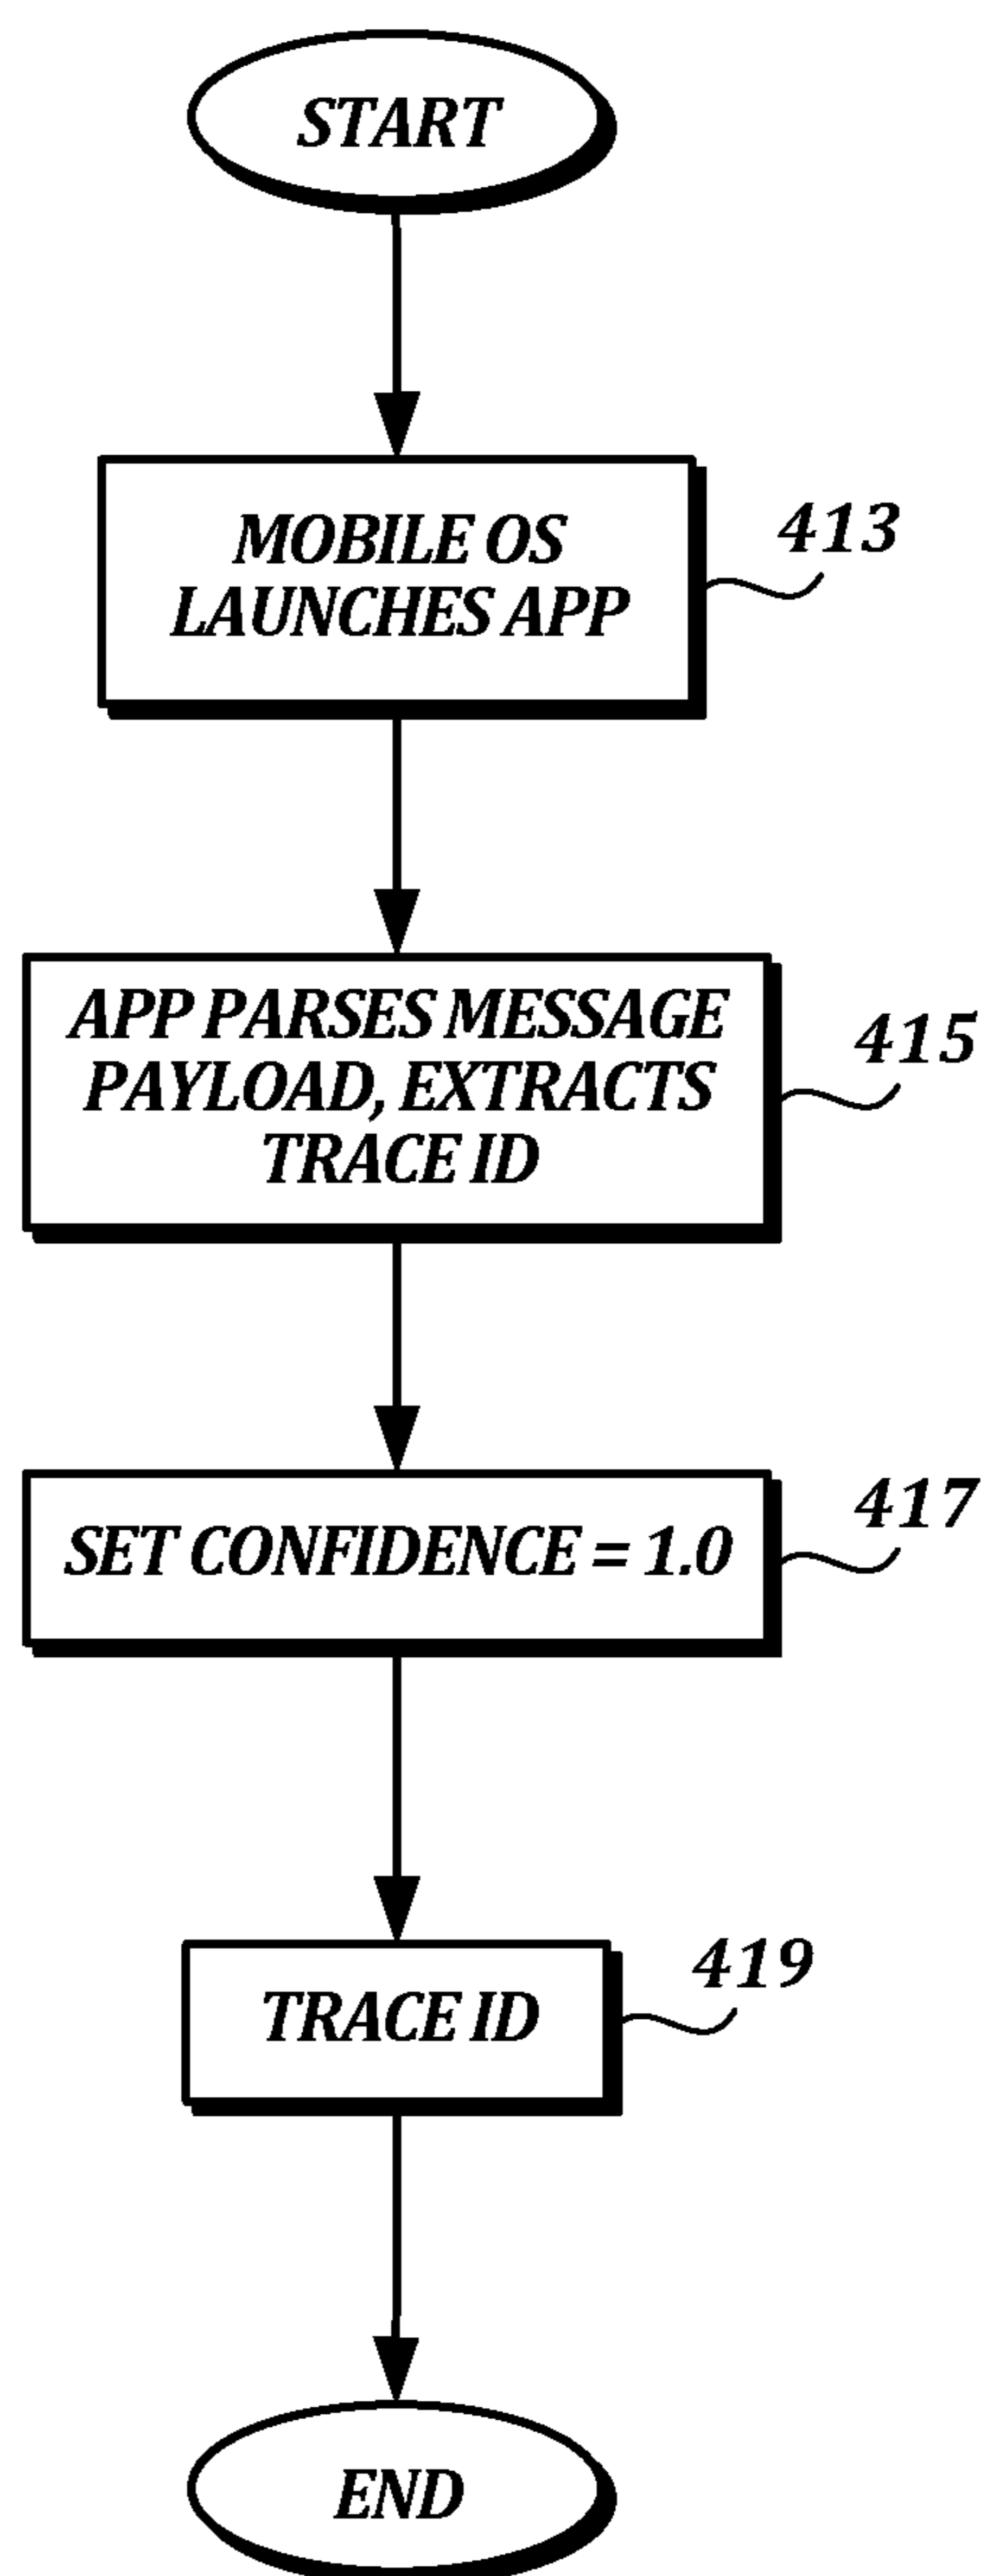 START
MOBILE OS
LAUNCHES APP
413
APP PARSES MESSAGE
PAYLOAD, EXTRACTS
TRACE ID
415
SET CONFIDENCE = 1.0
417
TRACE ID
419
END